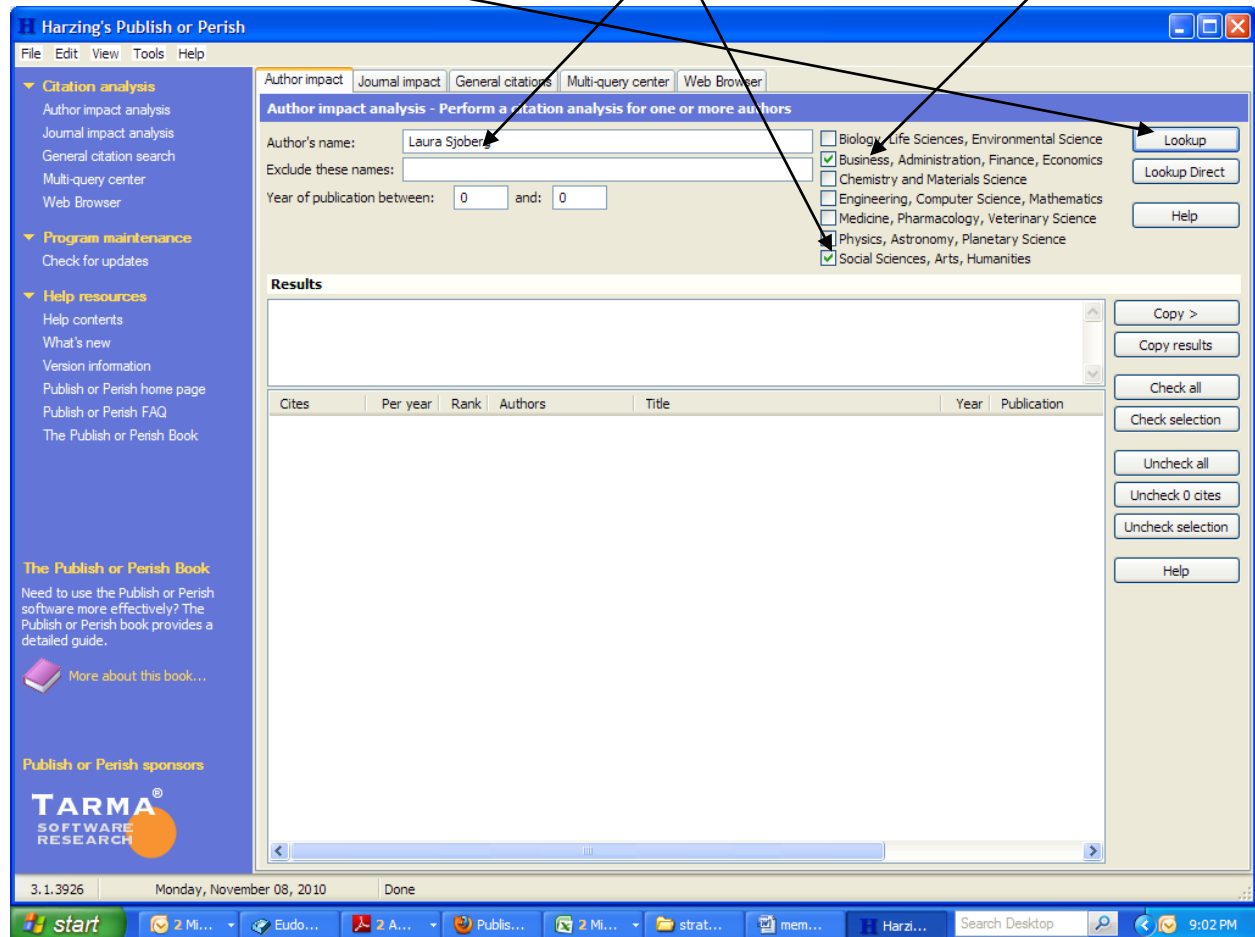 Harzing's Publish or Perish
File Edit View Tools Help
Citation analysis
Author impact analysis
Journal impact analysis
General citation search
Multi-query center
Web Browser
Program maintenance
Check for updates
Help resources
Help contents
What's new
Version information
Publish or Perish home page
Publish or Perish FAQ
The Publish or Perish Book
The Publish or Perish Book
Need to use the Publish or Perish
software more effectively? The
Publish or Perish book provides a
detailed guide.
More about this book...
Publish or Perish sponsors
TARMA®
SOFTWARE
RESEARCH
Author impact Journal impact General citations Multi-query center Web Browser
Author impact analysis - Perform a citation analysis for one or more authors
Author's name: Laura Sjoberg
Exclude these names:
Year of publication between: 0 and: 0
Biology, Life Sciences, Environmental Science
Business, Administration, Finance, Economics
Chemistry and Materials Science
Engineering, Computer Science, Mathematics
Medicine, Pharmacology, Veterinary Science
Physics, Astronomy, Planetary Science
Social Sciences, Arts, Humanities
Lookup
Lookup Direct
Help
Results
Cites Per year Rank Authors Title Year Publication
Copy >
Copy results
Check all
Check selection
Uncheck all
Uncheck 0 cites
Uncheck selection
Help
3.1.3926 Monday, November 08, 2010 Done
start 2 Mi... Eudo... 2 A... Publis... 2 Mi... strat... mem... Harzi... Search Desktop 9:02 PM